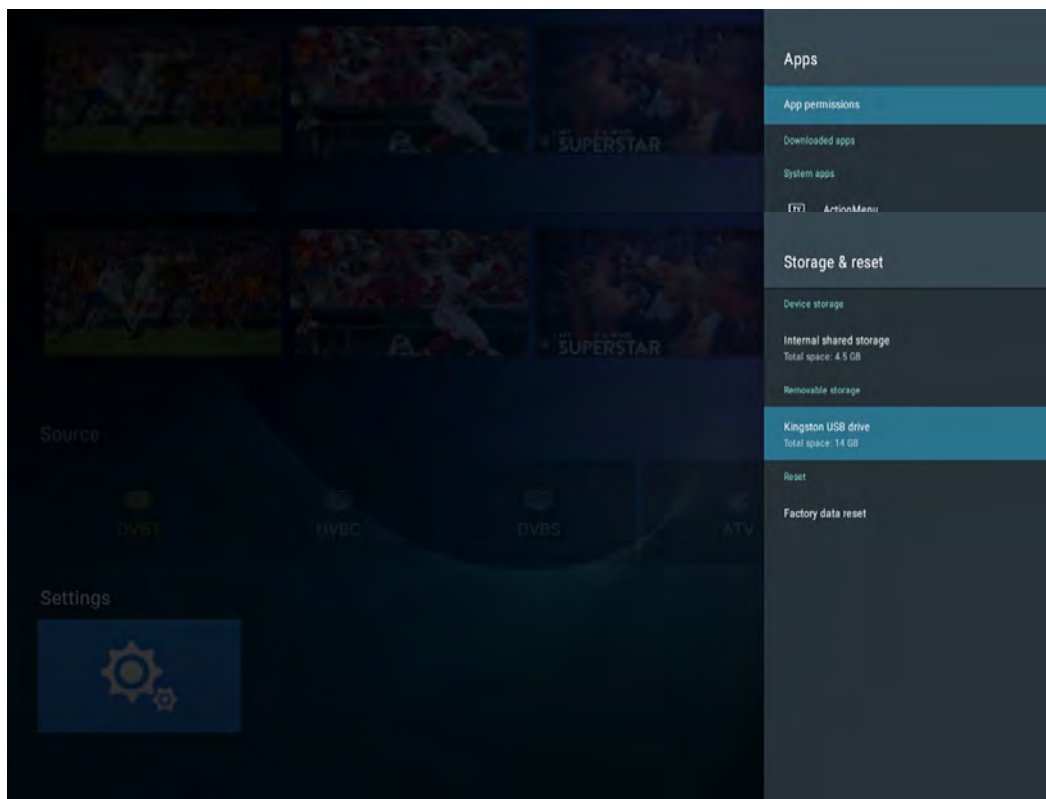 Apps
App permissions
Downloaded apps
System apps
SUPERSTAR
TV ActionMenu
Storage & reset
Device storage
Internal shared storage
Total space: 4.5 GB
SUPERSTAR
Removable storage
Kingston USB drive
Total space: 14 GB
Source
Reset
Factory data reset
DVBT DVBC DVBS ATV
Settings